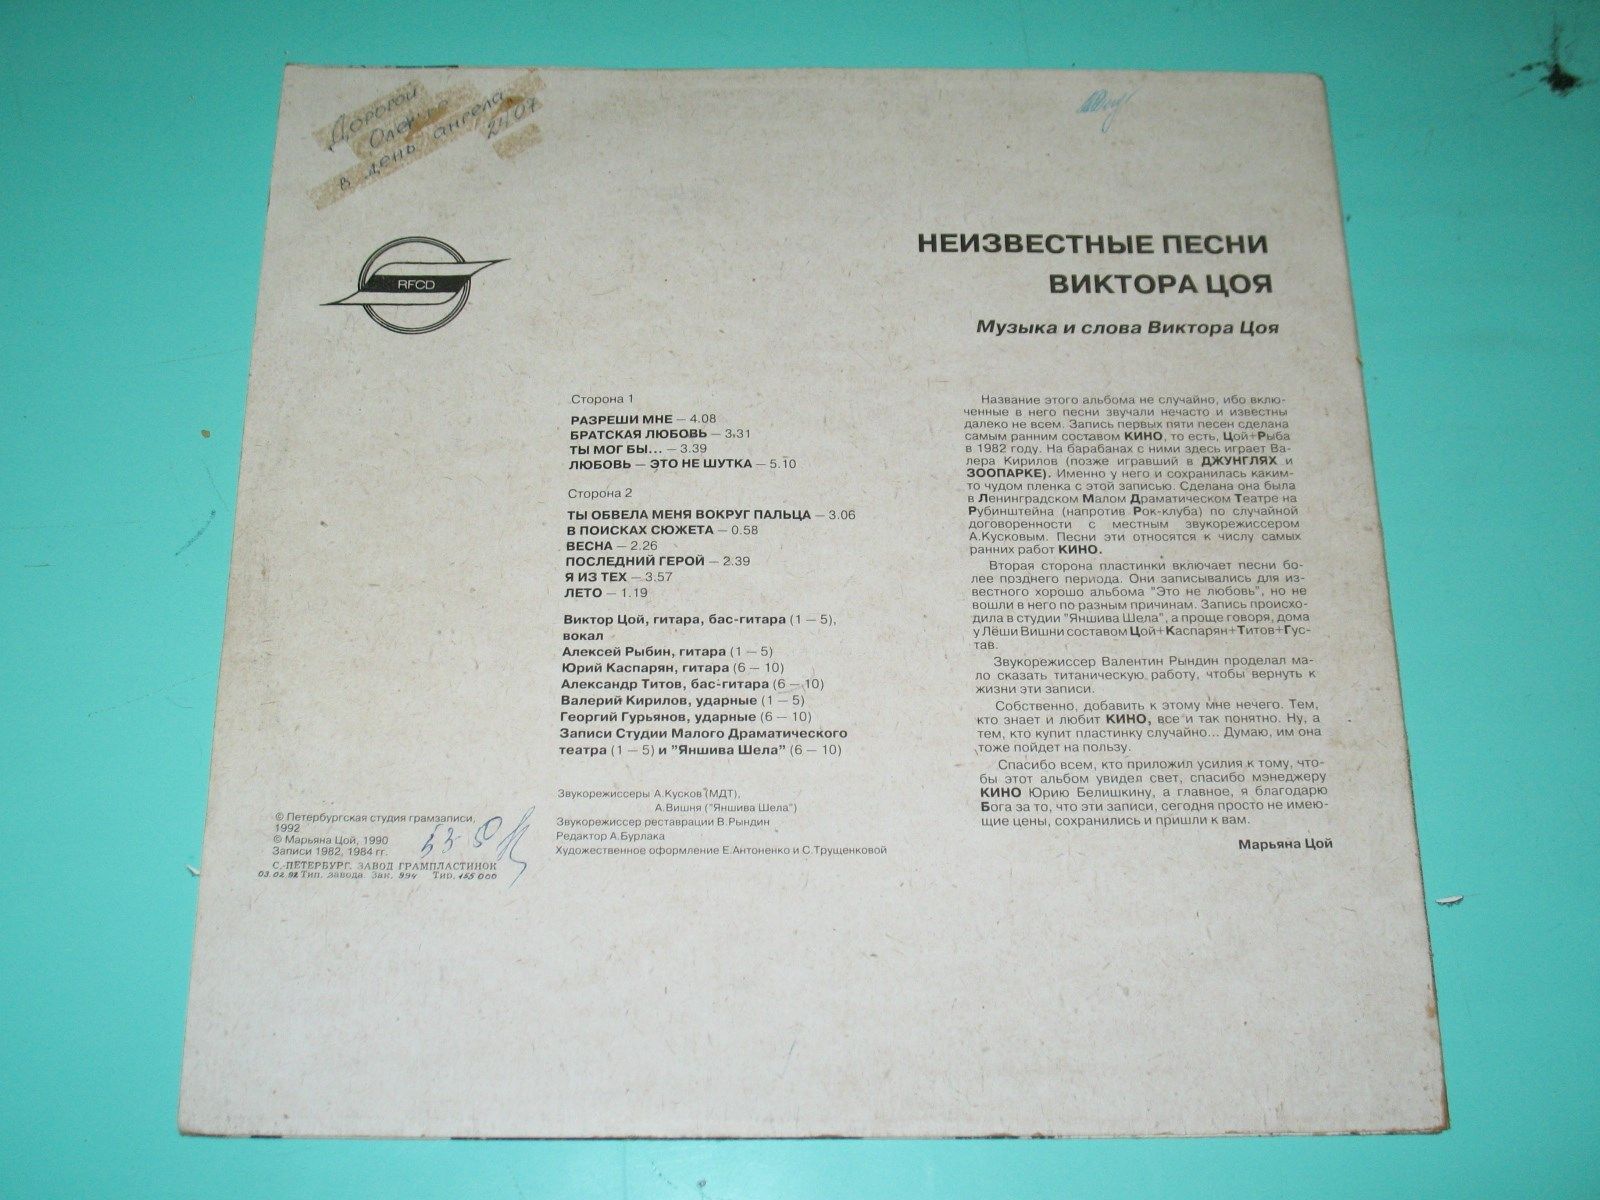 Дорогой
в день ангела
24.07
RFCD
НЕИЗВЕСТНЫЕ ПЕСНИ
ВИКТОРА ЦОЯ
Музыка и слова Виктора Цоя
Сторона 1
РАЗРЕШИ МНЕ — 4.08
БРАТСКАЯ ЛЮБОВЬ — 3.31
ТЫ МОГ БЫ... — 3.39
ЛЮБОВЬ — ЭТО НЕ ШУТКА — 5.10
Сторона 2
ТЫ ОБВЕЛА МЕНЯ ВОКРУГ ПАЛЬЦА — 3.06
В ПОИСКАХ СЮЖЕТА — 0.58
ВЕСНА — 2.26
ПОСЛЕДНИЙ ГЕРОЙ — 2.39
Я ИЗ ТЕХ — 3.57
ЛЕТО — 1.19
Виктор Цой, гитара, бас-гитара (1 — 5),
вокал
Алексей Рыбин, гитара (1 — 5)
Юрий Каспарян, гитара (6 — 10)
Александр Титов, бас-гитара (6 — 10)
Валерий Кирилов, ударные (1 — 5)
Георгий Гурьянов, ударные (6 — 10)
Записи Студии Малого Драматического
театра (1 — 5) и "Яншива Шела" (6 — 10)
Звукорежиссеры А.Кусков (МДТ),
А.Вишня ("Яншива Шела")
Звукорежиссер реставрации В.Рындин
Редактор А.Бурлака
Художественное оформление Е.Антоненко и С.Трущенковой
© Петербургская студия грамзаписи,
1992
© Марьяна Цой, 1990
Записи 1982, 1984 гг.
С.-ПЕТЕРБУРГ. ЗАВОД ГРАМПЛАСТИНОК
03.02.92 Тип. завода. Зак. 994 Тир. 155 000
Название этого альбома не случайно, ибо вклю-
ченные в него песни звучали нечасто и известны
далеко не всем. Запись первых пяти песен сделана
самым ранним составом КИНО, то есть, Цой+Рыба
в 1982 году. На барабанах с ними здесь играет Ва-
лера Кирилов (позже игравший в ДЖУНГЛЯХ и
ЗООПАРКЕ). Именно у него и сохранилась каким-
то чудом пленка с этой записью. Сделана она была
в Ленинградском Малом Драматическом Театре на
Рубинштейна (напротив Рок-клуба) по случайной
договоренности с местным звукорежиссером
А.Кусковым. Песни эти относятся к числу самых
ранних работ КИНО.
Вторая сторона пластинки включает песни бо-
лее позднего периода. Они записывались для из-
вестного хорошо альбома "Это не любовь", но не
вошли в него по разным причинам. Запись происхо-
дила в студии "Яншива Шела", а проще говоря, дома
у Лёши Вишни составом Цой+Каспарян+Титов+Гус-
тав.
Звукорежиссер Валентин Рындин проделал ма-
ло сказать титаническую работу, чтобы вернуть к
жизни эти записи.
Собственно, добавить к этому мне нечего. Тем,
кто знает и любит КИНО, все и так понятно. Ну, а
тем, кто купит пластинку случайно... Думаю, им она
тоже пойдет на пользу.
Спасибо всем, кто приложил усилия к тому, что-
бы этот альбом увидел свет, спасибо мэнеджеру
КИНО Юрию Белишкину, а главное, я благодарю
Бога за то, что эти записи, сегодня просто не имею-
щие цены, сохранились и пришли к вам.
Марьяна Цой